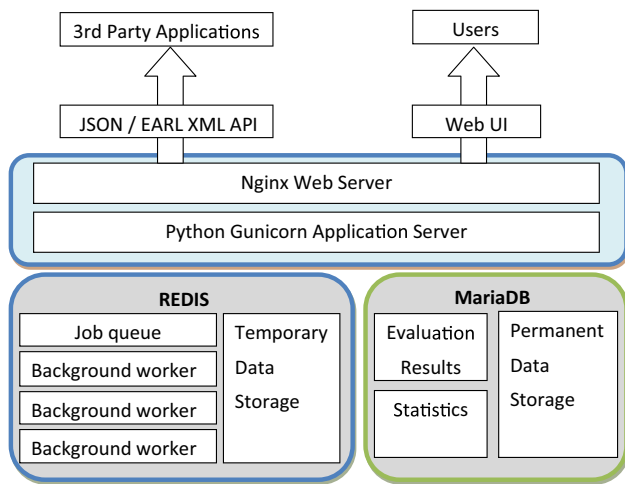 3rd Party Applications
Users
JSON / EARL XML API
Web UI
Nginx Web Server
Python Gunicorn Application Server
REDIS
Job queue
Background worker
Background worker
Background worker
Temporary
Data
Storage
MariaDB
Evaluation
Results
Statistics
Permanent
Data
Storage